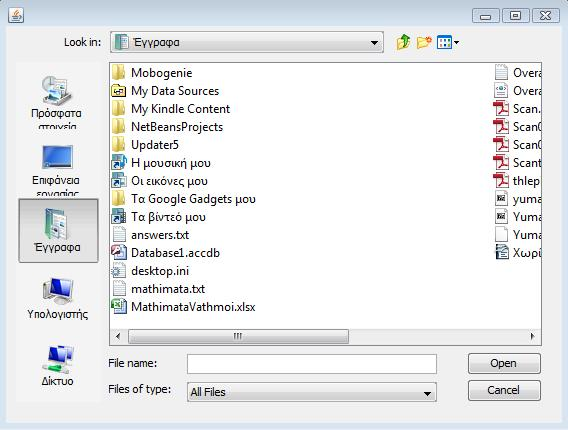 Look in:
Έγγραφα
Πρόσφατα
στοιχεία
Επιφάνεια
εργασίας
Έγγραφα
Υπολογιστής
Δίκτυο
Mobogenie
My Data Sources
My Kindle Content
NetBeansProjects
Updater5
Η μουσική μου
Οι εικόνες μου
Τα Google Gadgets μου
Τα βίντεό μου
answers.txt
Database1.accdb
desktop.ini
mathimata.txt
MathimataVathmoi.xlsx
Overa
Overa
Scan.
Scan0
Scan0
Scant
thlep
yuma
Yuma
Yuma
Χωρί
File name:
Open
Files of type:
All Files
Cancel